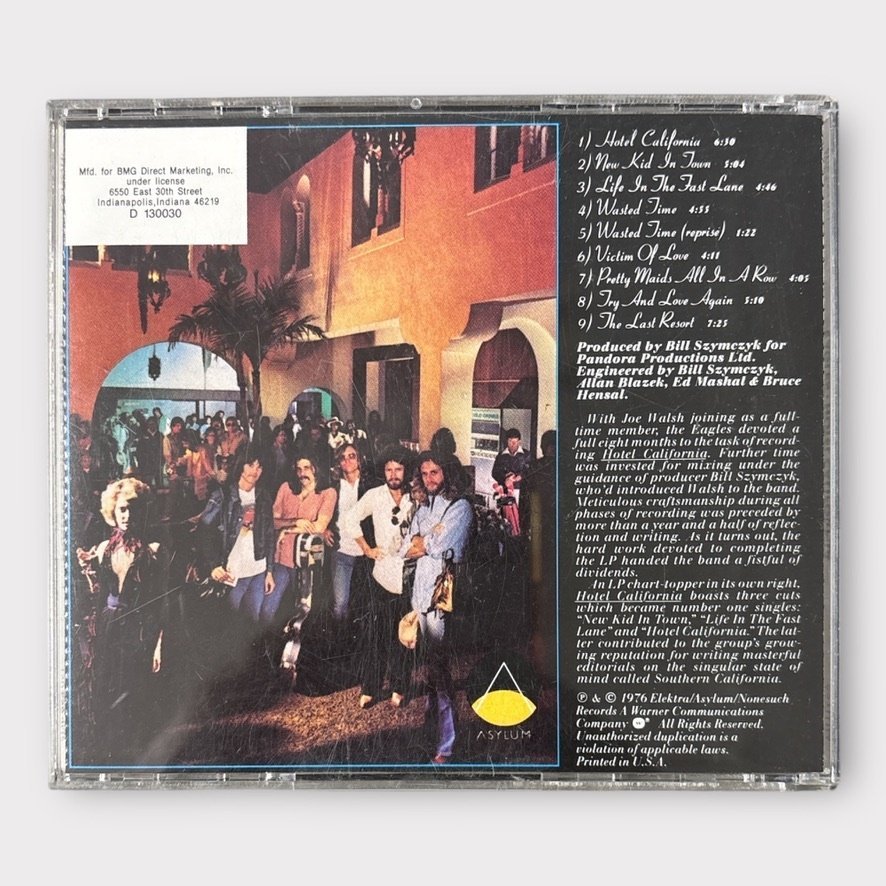 Mfd. for BMG Direct Marketing, Inc.
under license
6550 East 30th Street
Indianapolis,Indiana 46219
D 130030
1) Hotel California 6:30
2) New Kid In Town 5:04
3) Life In The Fast Lane 4:46
4) Wasted Time 4:55
5) Wasted Time (reprise) 1:22
6) Victim Of Love 4:11
7) Pretty Maids All In A Row 4:05
8) Try And Love Again 5:10
9) The Last Resort 7:25
Produced by Bill Szymczyk for
Pandora Productions Ltd.
Engineered by Bill Szymczyk,
Allan Blazek, Ed Mashal & Bruce
Hensal.
With Joe Walsh joining as a full-
time member, the Eagles devoted a
full eight months to the task of record-
ing Hotel California. Further time
was invested for mixing under the
guidance of producer Bill Szymczyk,
who'd introduced Walsh to the band.
Meticulous craftsmanship during all
phases of recording was preceded by
more than a year and a half of reflec-
tion and writing. As it turns out, the
hard work devoted to completing
the LP handed the band a fistful of
dividends.
An LP chart-topper in its own right,
Hotel California boasts three cuts
which became number one singles:
"New Kid In Town," "Life In The Fast
Lane" and "Hotel California." The lat-
ter contributed to the group's grow-
ing reputation for writing masterful
editorials on the singular state of
mind called Southern California.
℗ & © 1976 Elektra/Asylum/Nonesuch
Records A Warner Communications
Company ® All Rights Reserved.
Unauthorized duplication is a
violation of applicable laws.
Printed in U.S.A.
ASYLUM